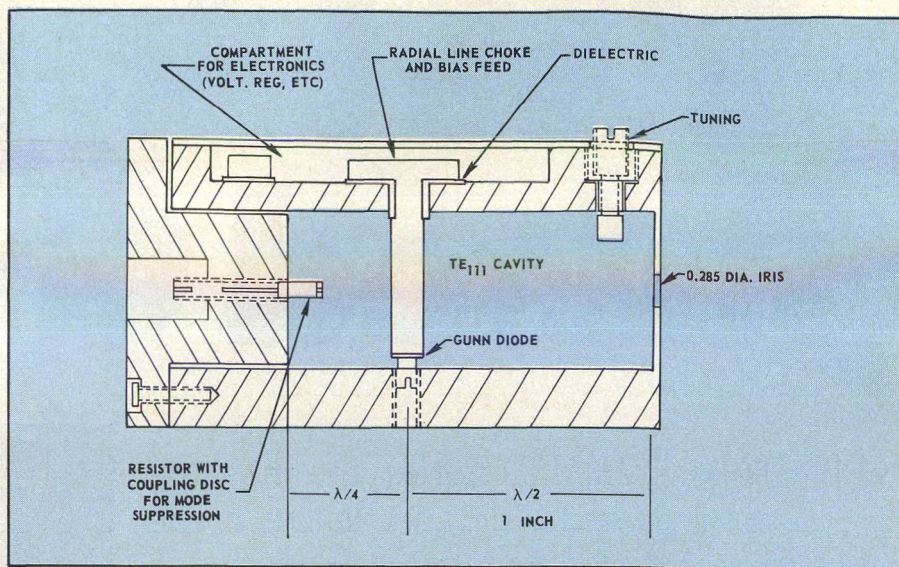 COMPARTMENT
FOR ELECTRONICS
(VOLT. REG, ETC)
RADIAL LINE CHOKE
AND BIAS FEED
DIELECTRIC
TUNING
TE111 CAVITY
0.285 DIA. IRIS
GUNN DIODE
RESISTOR WITH
COUPLING DISC
FOR MODE
SUPPRESSION
λ/4
λ/2
1 INCH